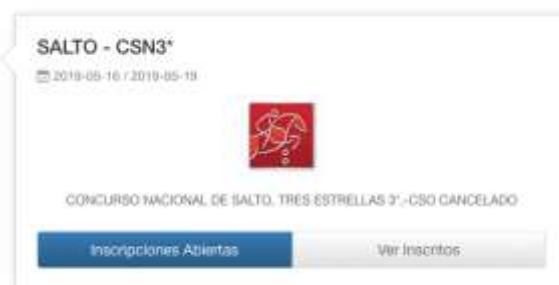 SALTO - CSN3*
2019-05-16 / 2019-05-19
CONCURSO NACIONAL DE SALTO, TRES ESTRELLAS 3*.-CSO CANCELADO
Inscripciones Abiertas
Ver Inscritos